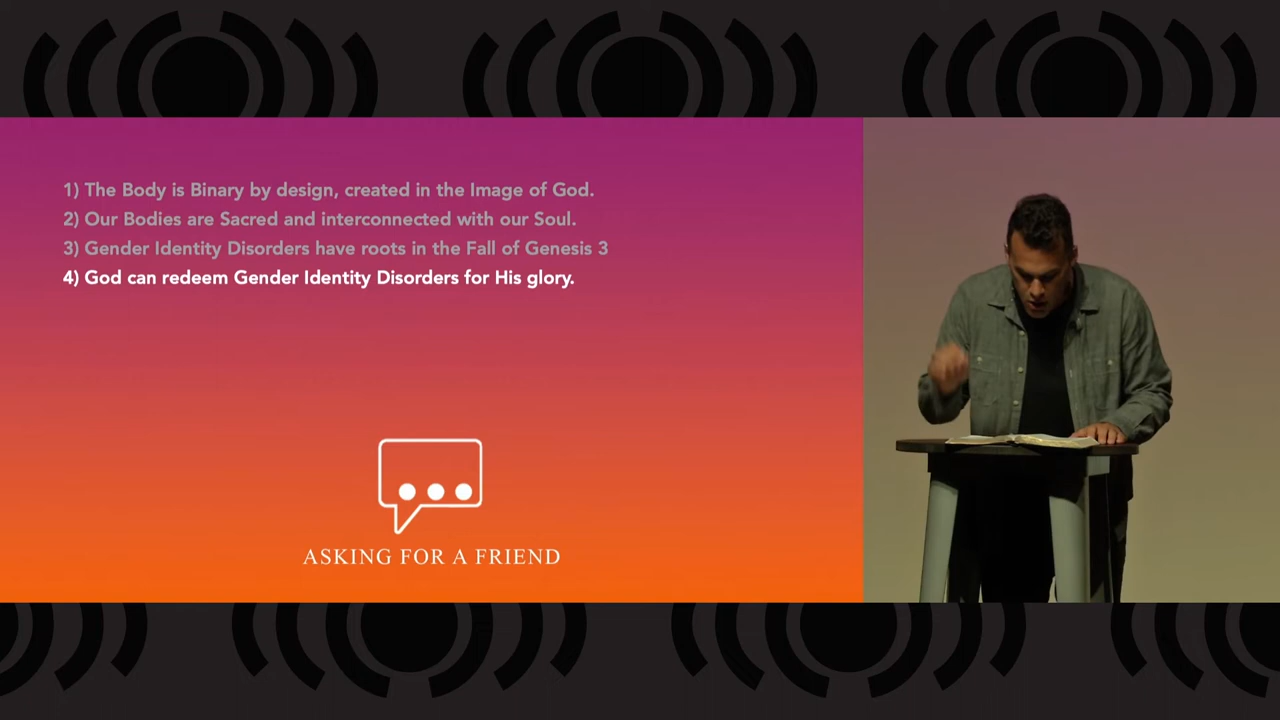 1) The Body is Binary by design, created in the Image of God.
2) Our Bodies are Sacred and interconnected with our Soul.
3) Gender Identity Disorders have roots in the Fall of Genesis 3
4) God can redeem Gender Identity Disorders for His glory.
ASKING FOR A FRIEND